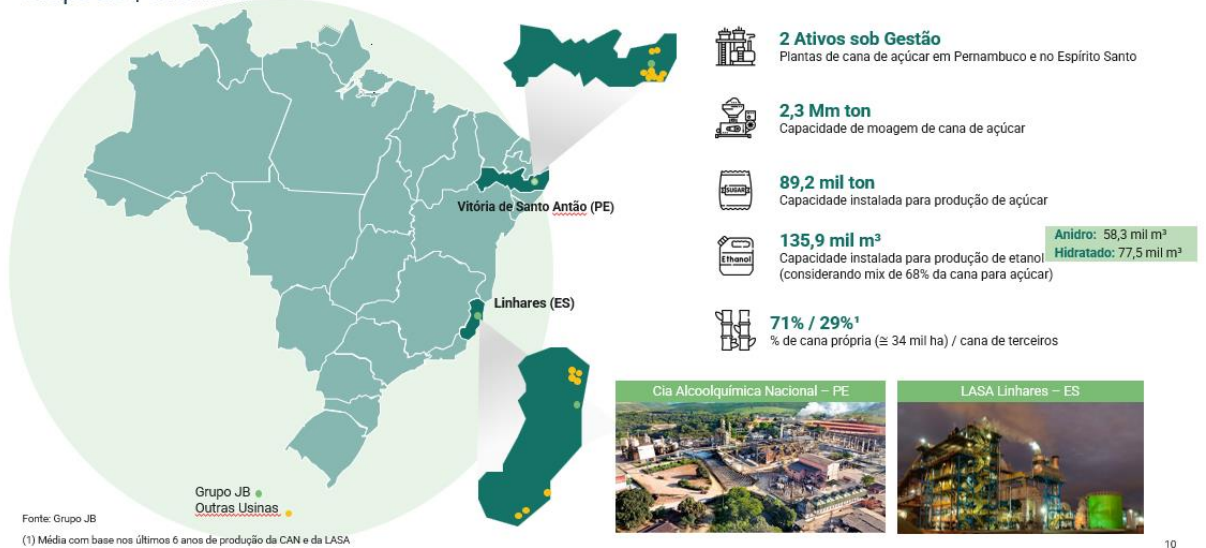 2 Ativos sob Gestão
Plantas de cana de açúcar em Pernambuco e no Espírito Santo
2,3 Mm ton
Capacidade de moagem de cana de açúcar
SUGAR
89,2 mil ton
Capacidade instalada para produção de açúcar
Vitória de Santo Antão (PE)
Ethanol
135,9 mil m³
Capacidade instalada para produção de etanol
(considerando mix de 68% da cana para açúcar)
Anidro: 58,3 mil m³
Hidratado: 77,5 mil m³
Linhares (ES)
71% / 29%¹
% de cana própria (≅ 34 mil ha) / cana de terceiros
Cia Alcoolquímica Nacional – PE
LASA Linhares – ES
Grupo JB
Outras Usinas
Fonte: Grupo JB
(1) Média com base nos últimos 6 anos de produção da CAN e da LASA
10